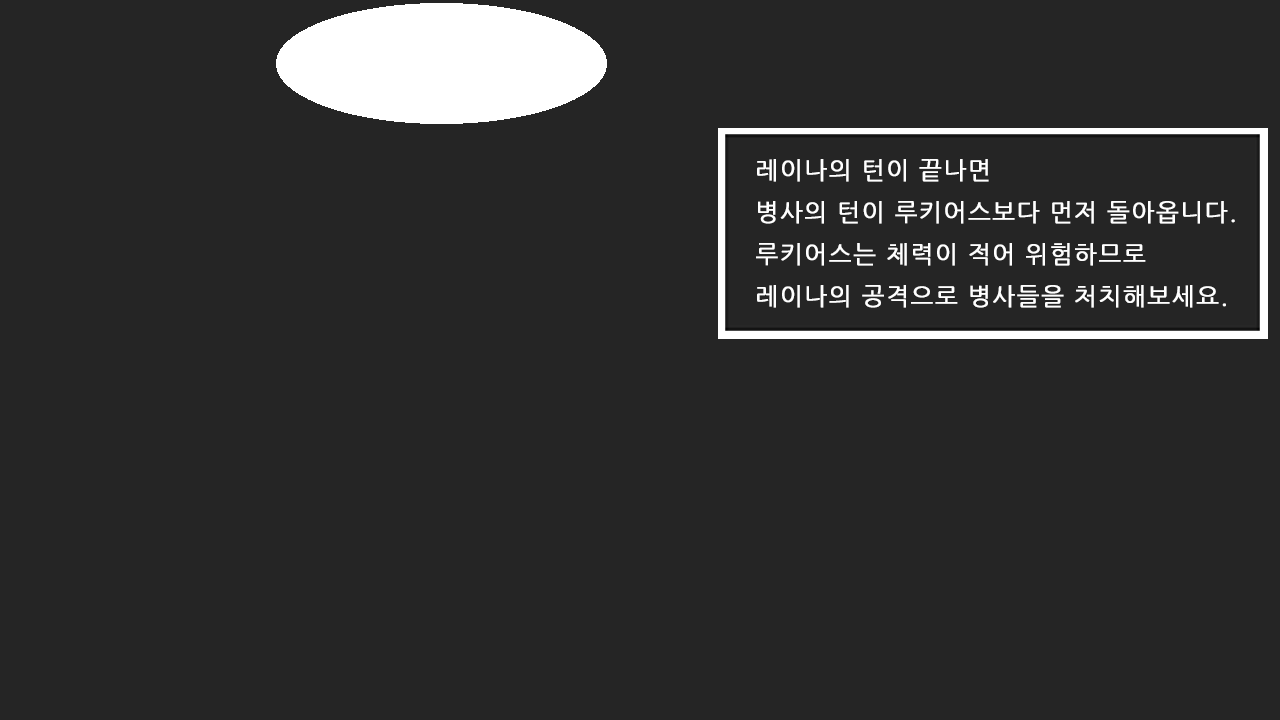 레이나의 턴이 끝나면
병사의 턴이 루키어스보다 먼저 돌아옵니다.
루키어스는 체력이 적어 위험하므로
레이나의 공격으로 병사들을 처치해보세요.